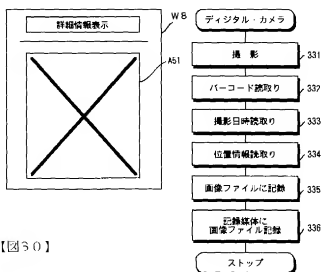 詳細情報表示
W8
A51
【図30】
ディジタル・カメラ
撮影
331
バーコード読取り
332
撮影日時読取り
333
位置情報読取り
334
画像ファイルに記録
335
記録媒体に
画像ファイル記録
336
ストップ